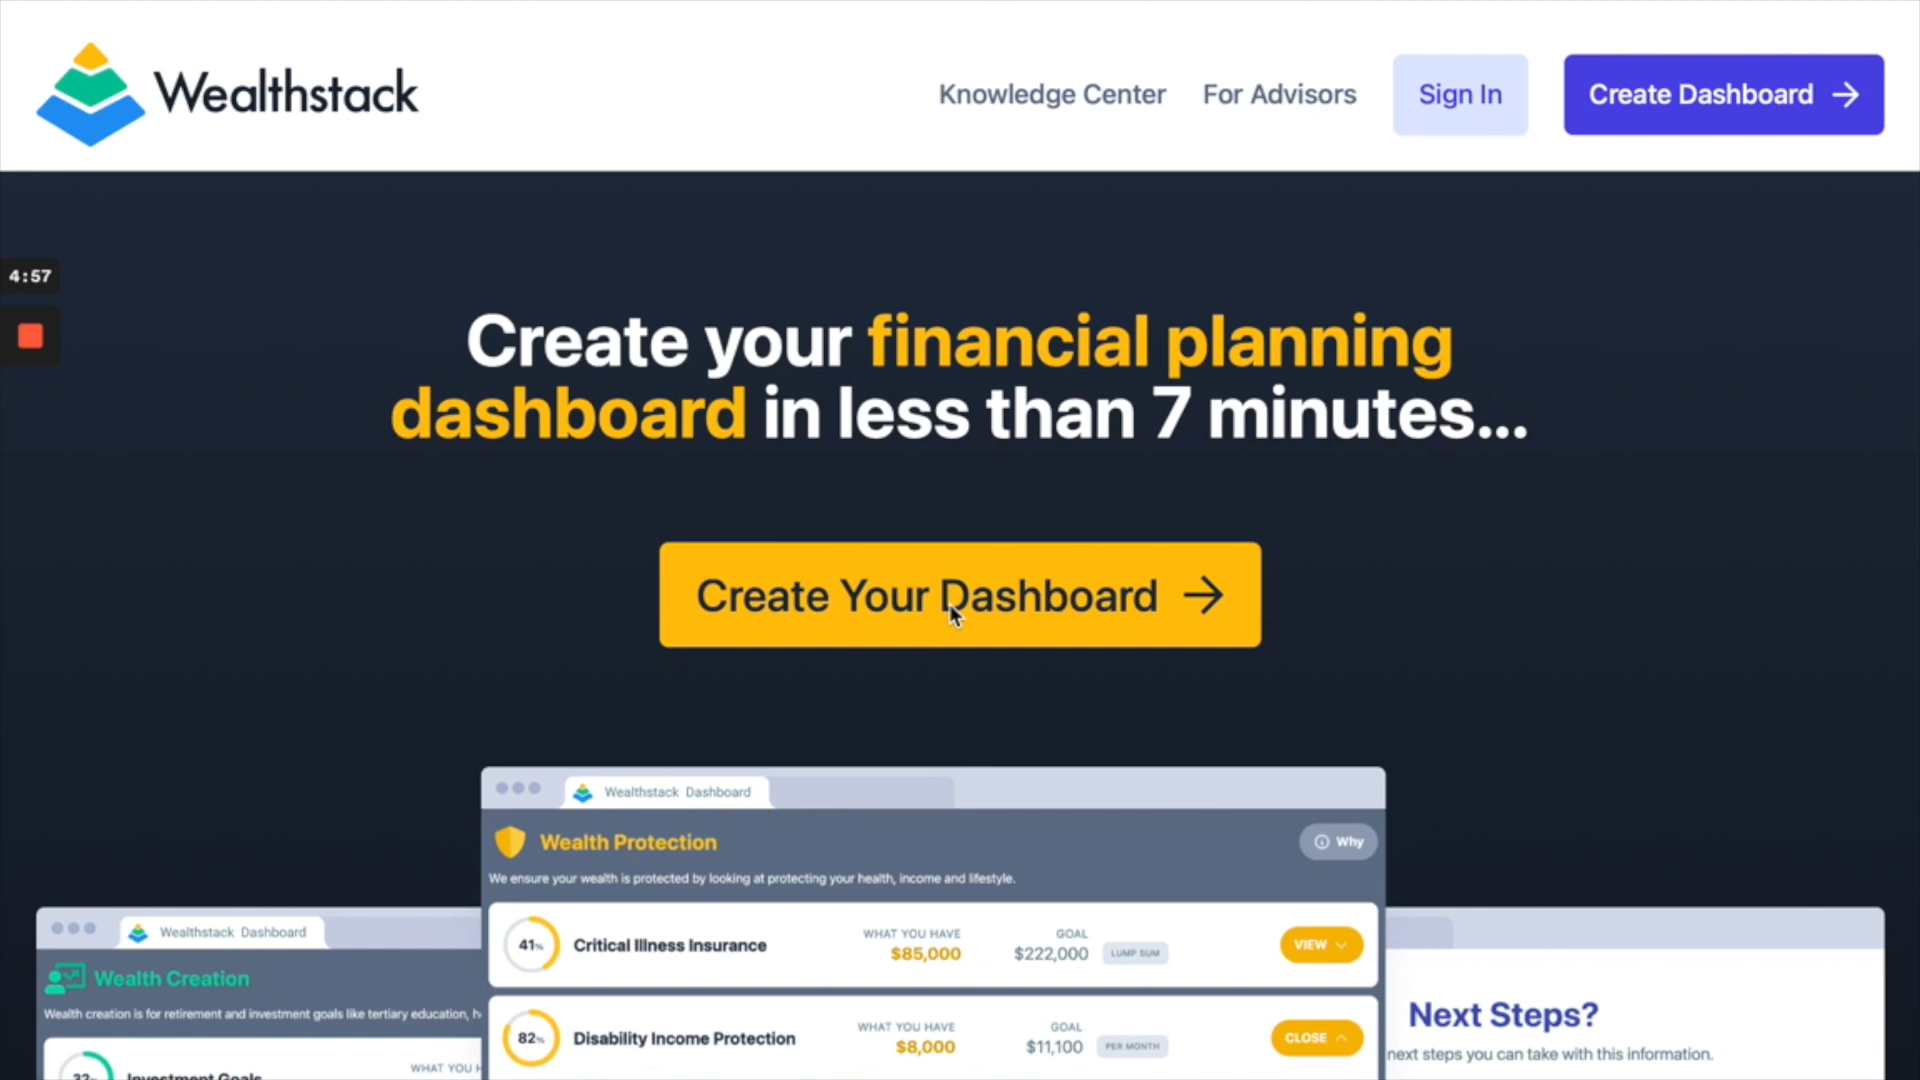 Wealthstack
Knowledge Center
For Advisors
Sign In
Create Dashboard
4:57
Create your financial planning
dashboard in less than 7 minutes...
Create Your Dashboard
Wealthstack Dashboard
Wealth Protection
Why
We ensure your wealth is protected by looking at protecting your health, income and lifestyle.
41%
Critical Illness Insurance
WHAT YOU HAVE
$85,000
GOAL
$222,000
LUMP SUM
VIEW
82%
Disability Income Protection
WHAT YOU HAVE
$8,000
GOAL
$11,100
PER MONTH
CLOSE
Wealthstack Dashboard
Wealth Creation
Wealth creation is for retirement and investment goals like tertiary education, h
Investment Goals
WHAT YOU H
Next Steps?
next steps you can take with this information.